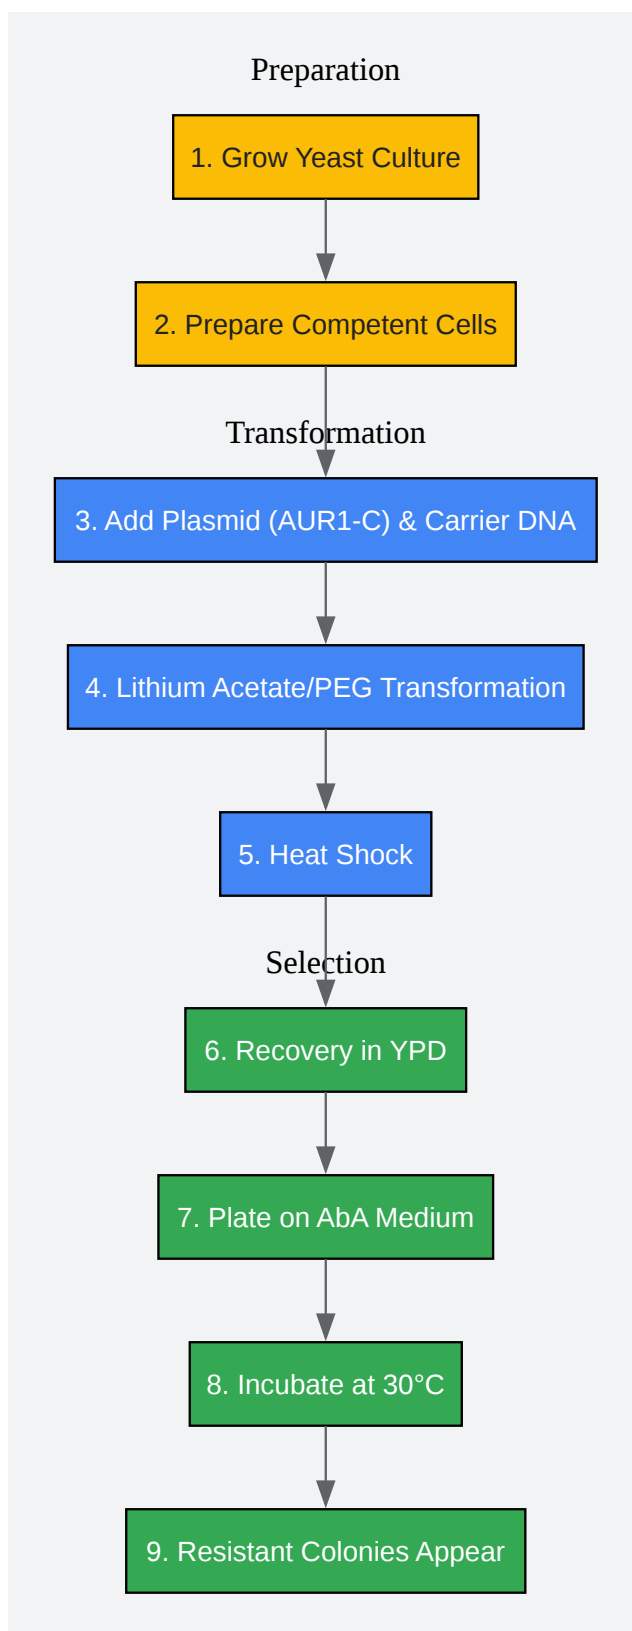 Preparation
1. Grow Yeast Culture
2. Prepare Competent Cells
Transformation
3. Add Plasmid (AUR1-C) & Carrier DNA
4. Lithium Acetate/PEG Transformation
5. Heat Shock
Selection
6. Recovery in YPD
7. Plate on AbA Medium
8. Incubate at 30°C
9. Resistant Colonies Appear